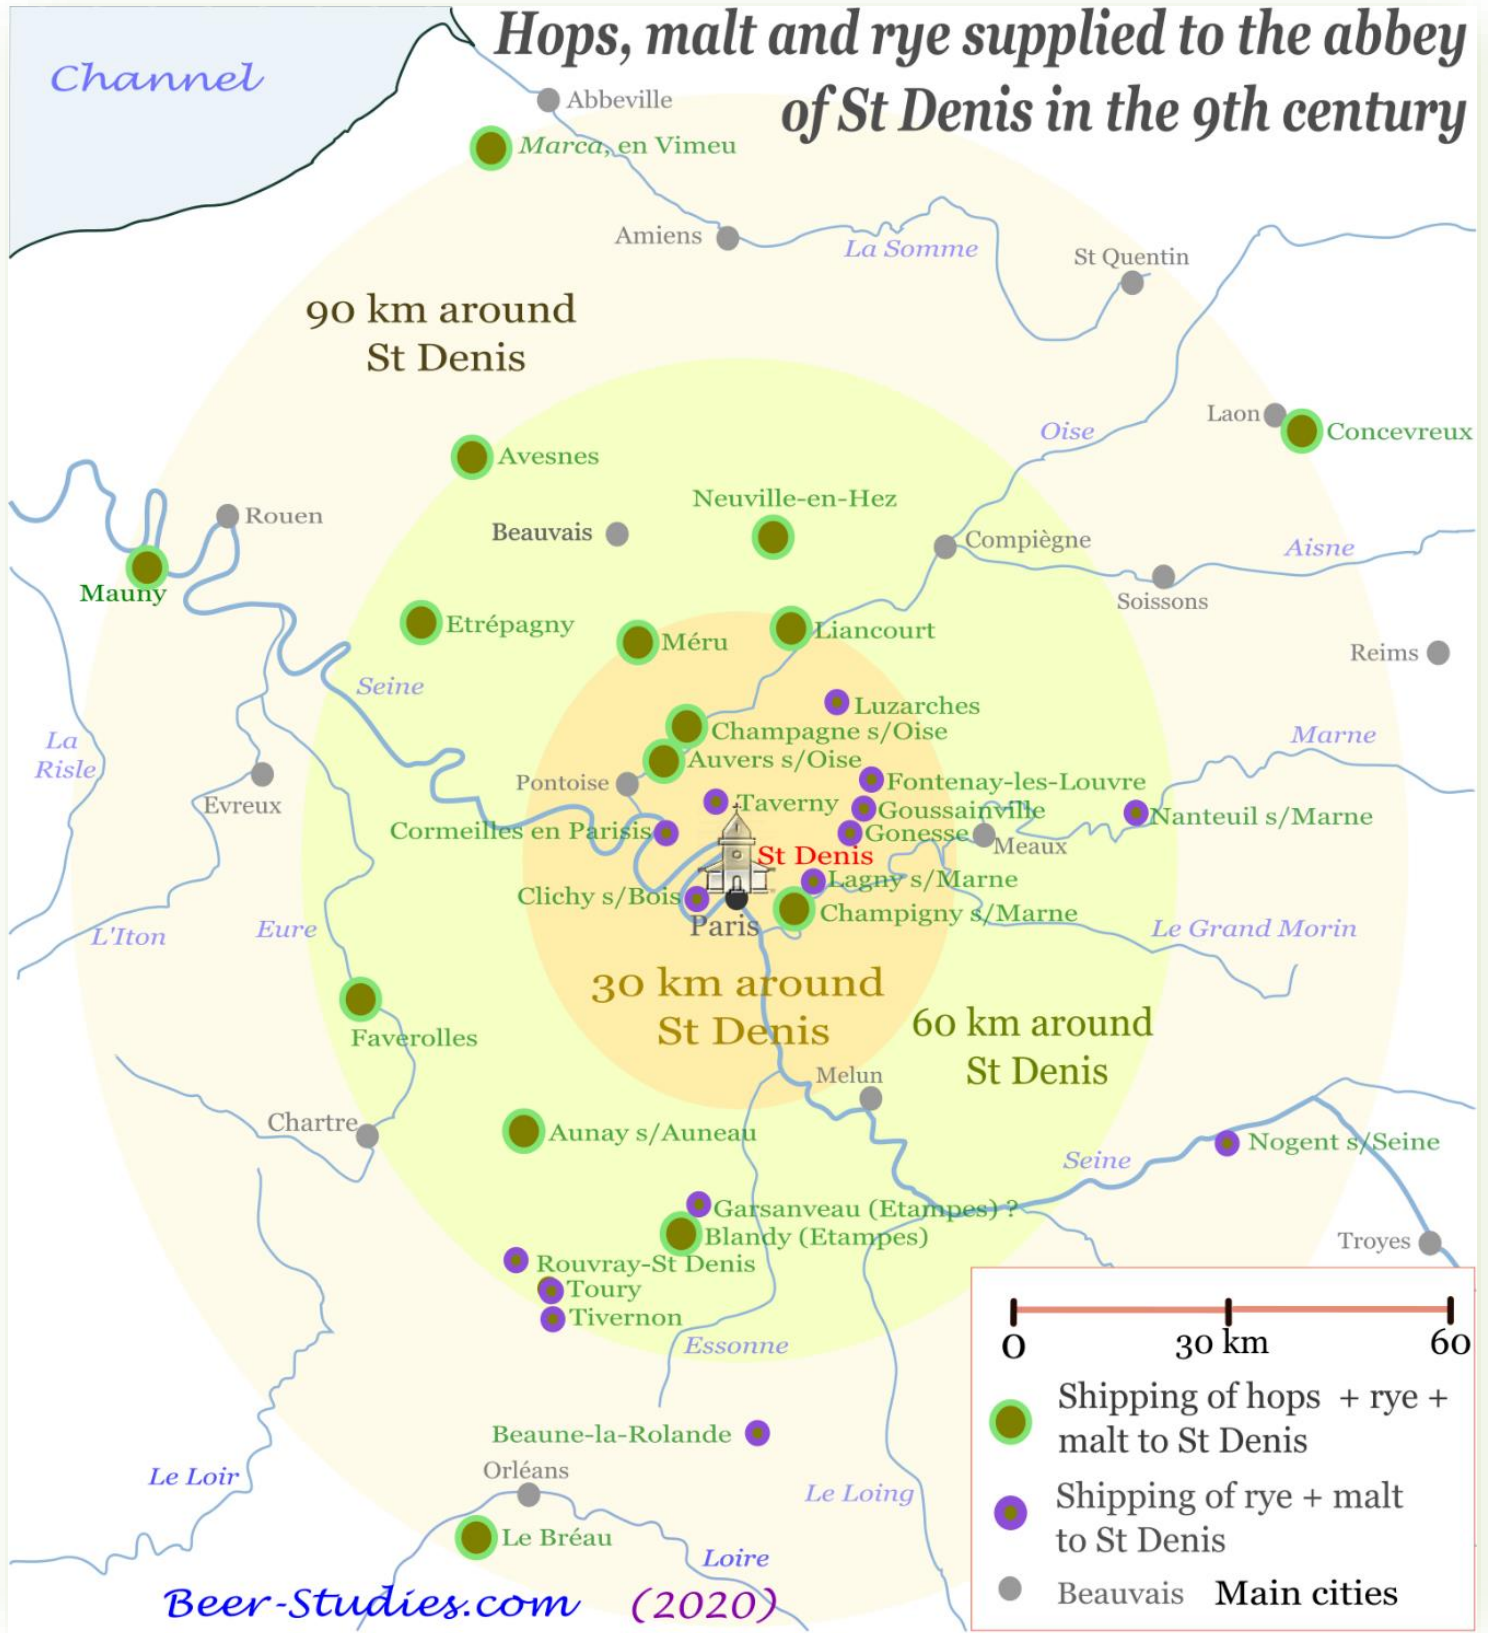 Hops, malt and rye supplied to the abbey
of St Denis in the 9th century
Channel
Abbeville
Marca, en Vimeu
Amiens
La Somme
St Quentin
90 km around
St Denis
Laon
Concevreux
Oise
Avesnes
Neuville-en-Hez
Rouen
Beauvais
Compiègne
Aisne
Mauny
Soissons
Etrépagny
Méru
Liancourt
Reims
Seine
Luzarches
Champagne s/Oise
Marne
La
Risle
Auvers s/Oise
Pontoise
Fontenay-les-Louvre
Evreux
Taverny
Goussainville
Nanteuil s/Marne
Cormeilles en Parisis
Gonesse
Meaux
St Denis
Lagny s/Marne
Clichy s/Bois
Champigny s/Marne
Paris
L'Iton
Eure
Le Grand Morin
30 km around
St Denis
60 km around
St Denis
Faverolles
Melun
Chartre
Aunay s/Auneau
Nogent s/Seine
Seine
Garsanveau (Etampes) ?
Blandy (Etampes)
Troyes
Rouvray-St Denis
Toury
Tivernon
Essonne
Beaune-la-Rolande
Orléans
Le Loir
Le Loing
Le Bréau
Loire
Beer-Studies.com (2020)
0 30 km 60
Shipping of hops + rye +
malt to St Denis
Shipping of rye + malt
to St Denis
Beauvais Main cities